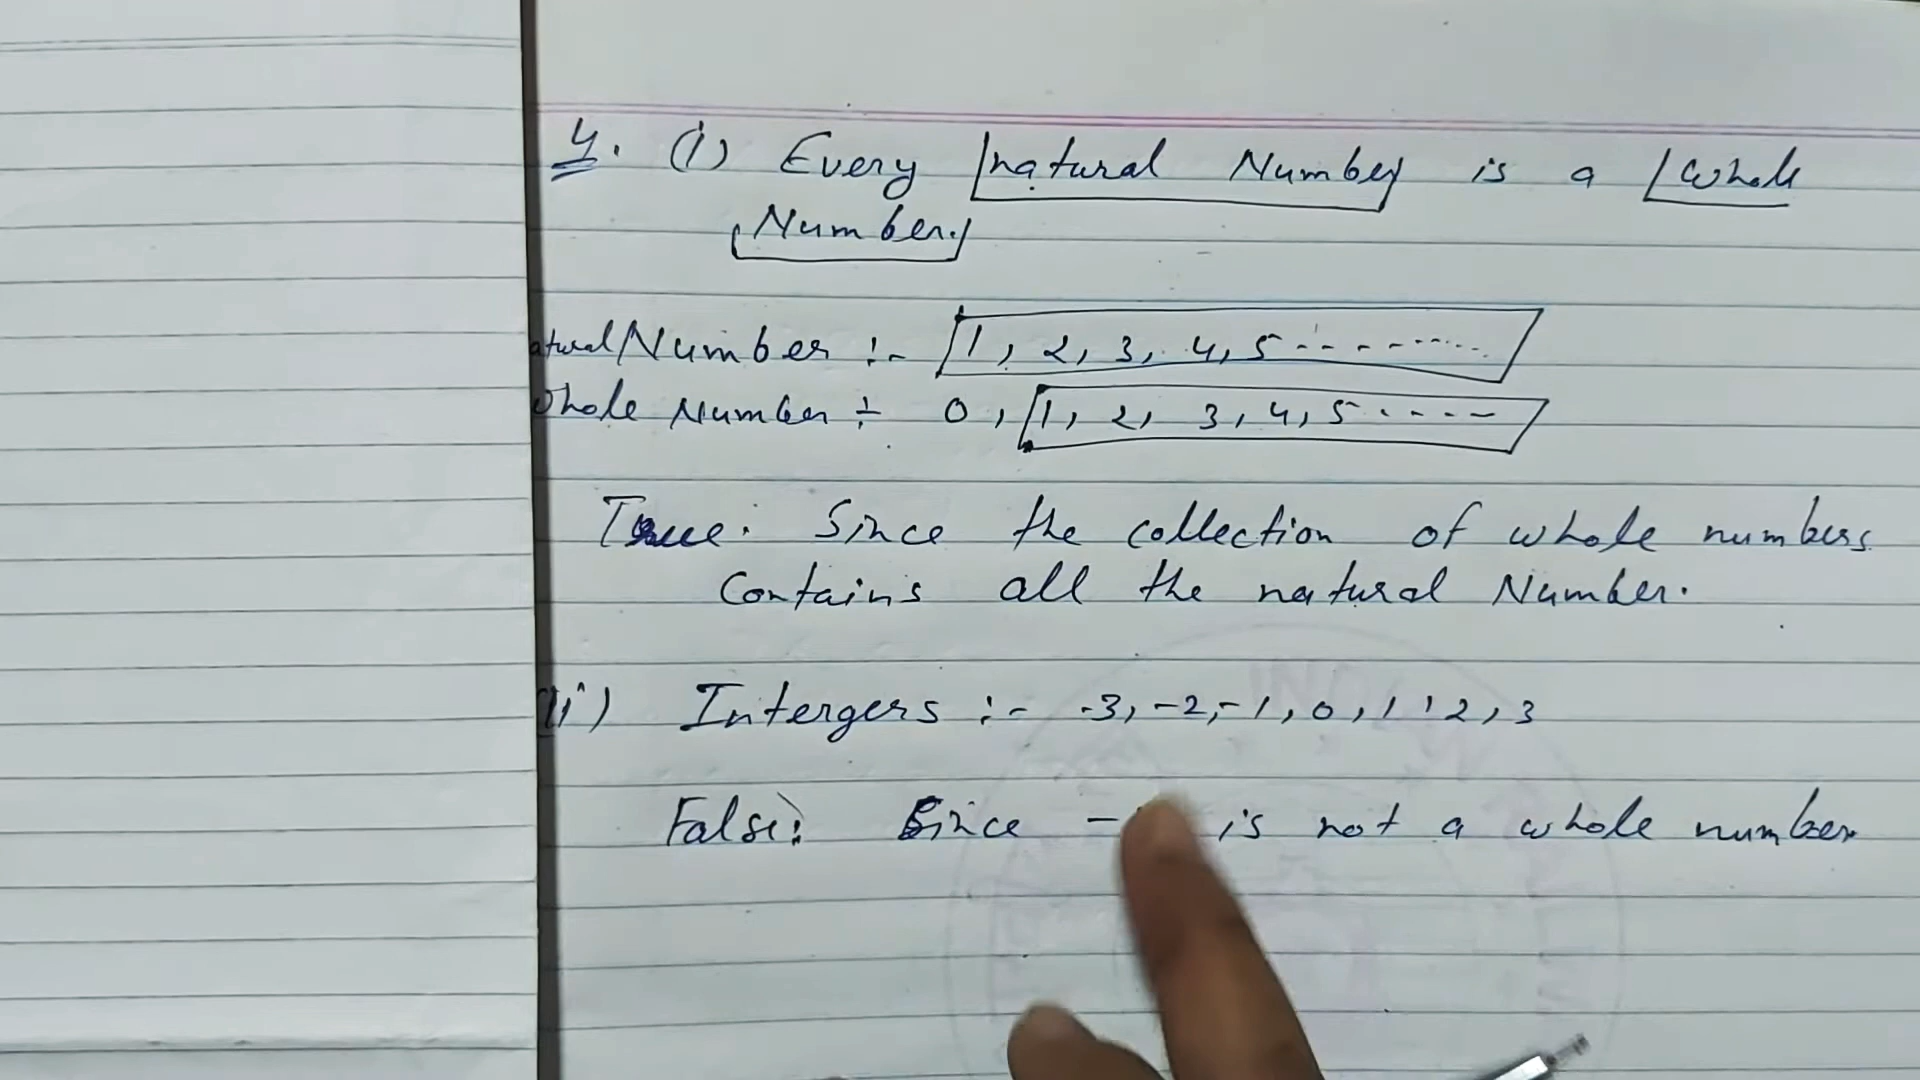 4. (i) Every natural Number is a whole
Number.
atural Number :- 1, 2, 3, 4, 5 ---------
Whole Number ÷ 0, 1, 2, 3, 4, 5 ------
True. Since the collection of whole numbers
Contains all the natural Number.
(ii) Intergers :- -3, -2, -1, 0, 1, 2, 3
False: Since - is not a whole number